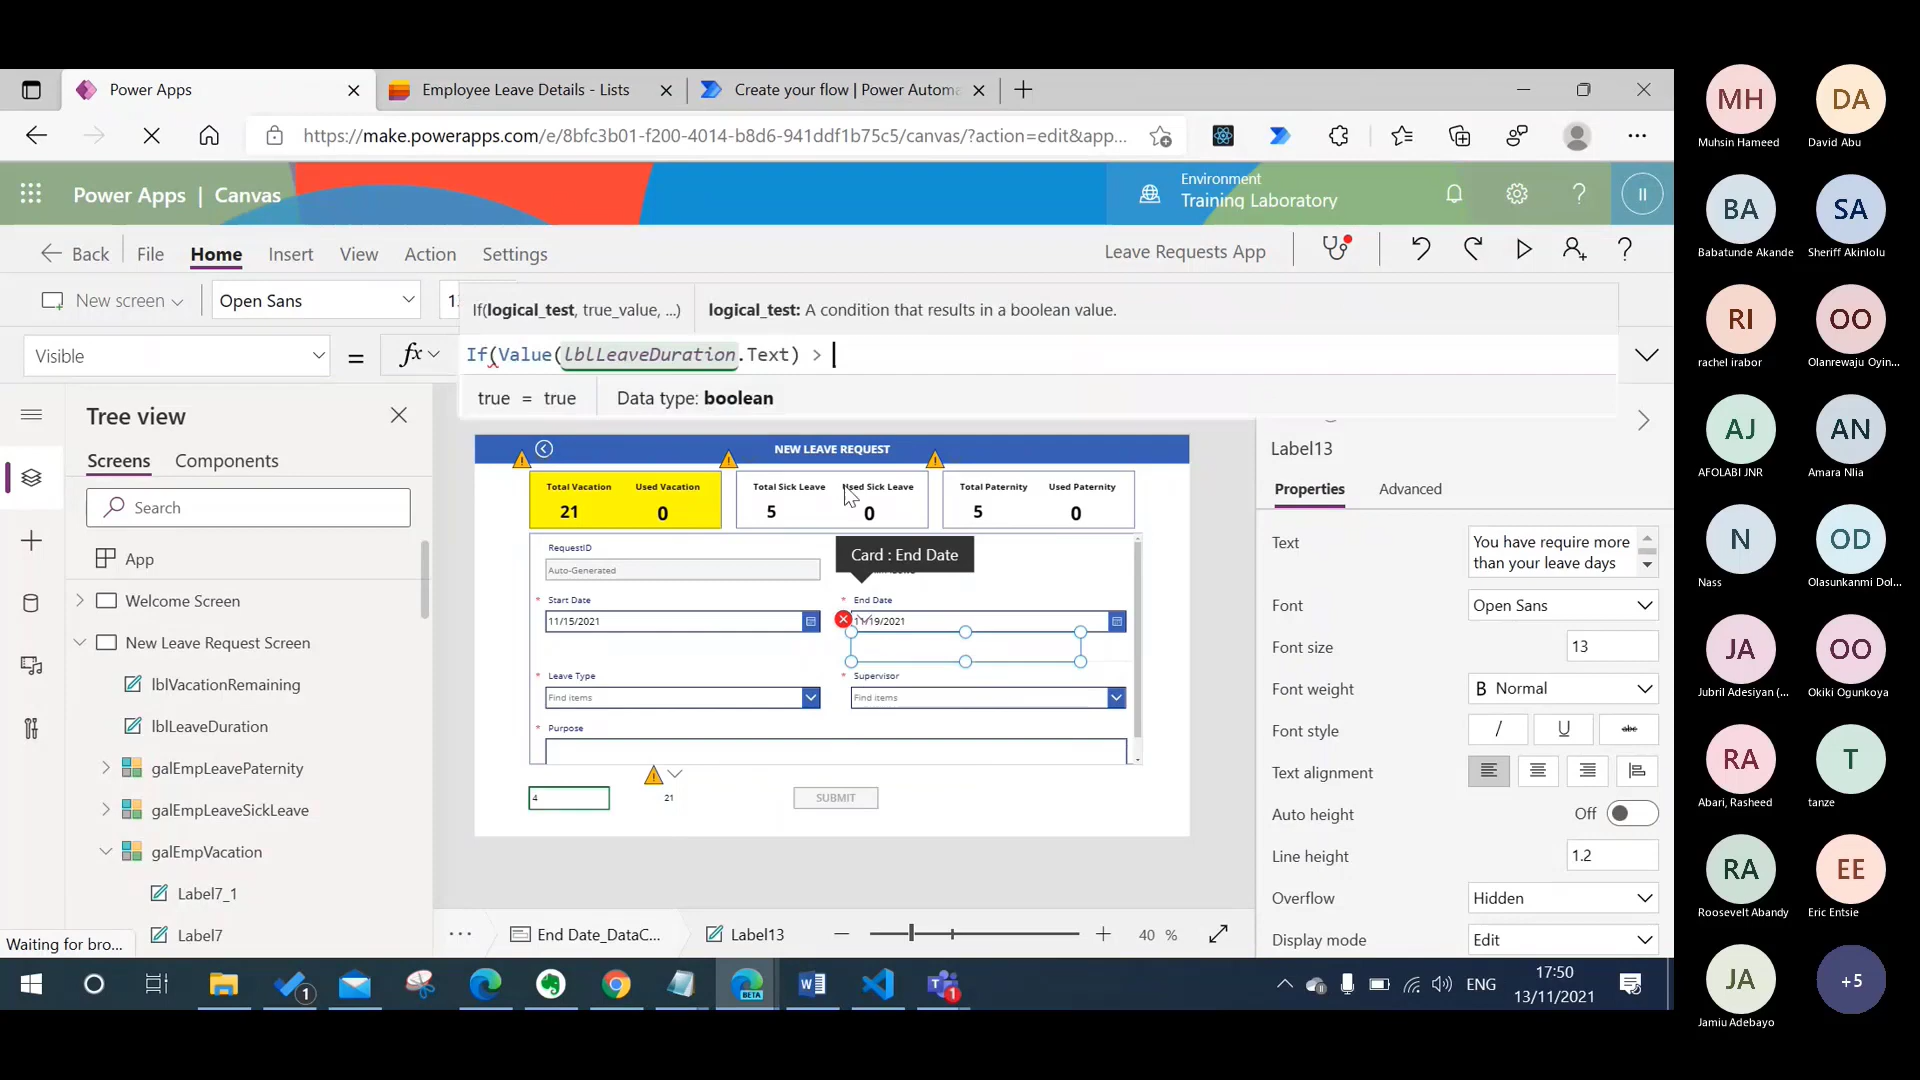 Power Apps
Employee Leave Details - Lists
Create your flow | Power Automa
https://make.powerapps.com/e/8bfc3b01-f200-4014-b8d6-941ddf1b75c5/canvas/?action=edit&app...
Power Apps | Canvas
Environment
Training Laboratory
II
Back
File
Home
Insert
View
Action
Settings
Leave Requests App
New screen
Open Sans
If(logical_test, true_value, ...)
logical_test: A condition that results in a boolean value.
Visible
=
fx
If(Value(lblLeaveDuration.Text) >
true = true
Data type: boolean
Tree view
Screens
Components
Search
App
Welcome Screen
New Leave Request Screen
lblVacationRemaining
lblLeaveDuration
galEmpLeavePaternity
galEmpLeaveSickLeave
galEmpVacation
Label7_1
Label7
Waiting for bro...
NEW LEAVE REQUEST
Total Vacation
Used Vacation
21
0
Total Sick Leave
Used Sick Leave
5
0
Total Paternity
Used Paternity
5
0
RequestID
Auto-Generated
Card : End Date
* Start Date
11/15/2021
* End Date
11/19/2021
* Leave Type
Find items
* Supervisor
Find items
* Purpose
4
21
SUBMIT
End Date_DataC...
Label13
40 %
Label13
Properties
Advanced
Text
You have require more
than your leave days
Font
Open Sans
Font size
13
Font weight
B Normal
Font style
/
U
abc
Text alignment
Auto height
Off
Line height
1.2
Overflow
Hidden
Display mode
Edit
1
BETA
1
ENG
17:50
13/11/2021
MH
Muhsin Hameed
DA
David Abu
BA
Babatunde Akande
SA
Sheriff Akinlolu
RI
rachel irabor
OO
Olanrewaju Oyin...
AJ
AFOLABI JNR
AN
Amara Nlia
N
Nass
OD
Olasunkanmi Dol...
JA
Jubril Adesiyan (...
OO
Okiki Ogunkoya
RA
Abari, Rasheed
T
tanze
RA
Roosevelt Abandy
EE
Eric Entsie
JA
Jamiu Adebayo
+5